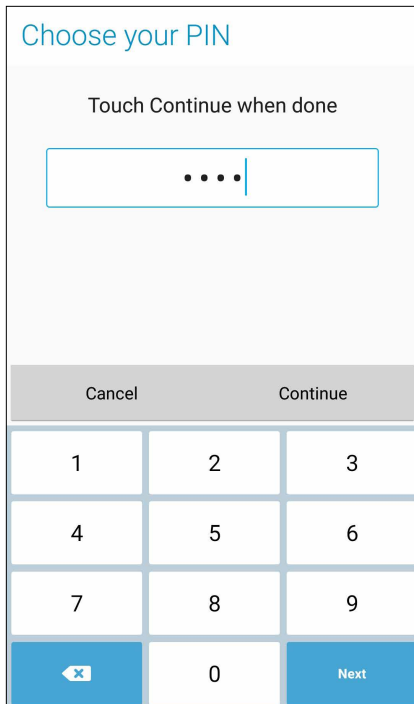 Choose your PIN
Touch Continue when done
••••
Cancel Continue
1 2 3
4 5 6
7 8 9
0 Next